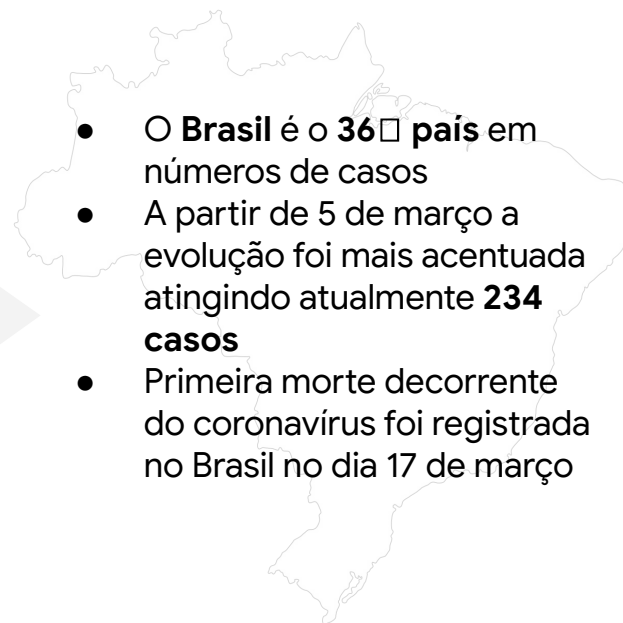 ● O Brasil é o 36□ país em
números de casos
● A partir de 5 de março a
evolução foi mais acentuada
atingindo atualmente 234
casos
● Primeira morte decorrente
do coronavírus foi registrada
no Brasil no dia 17 de março